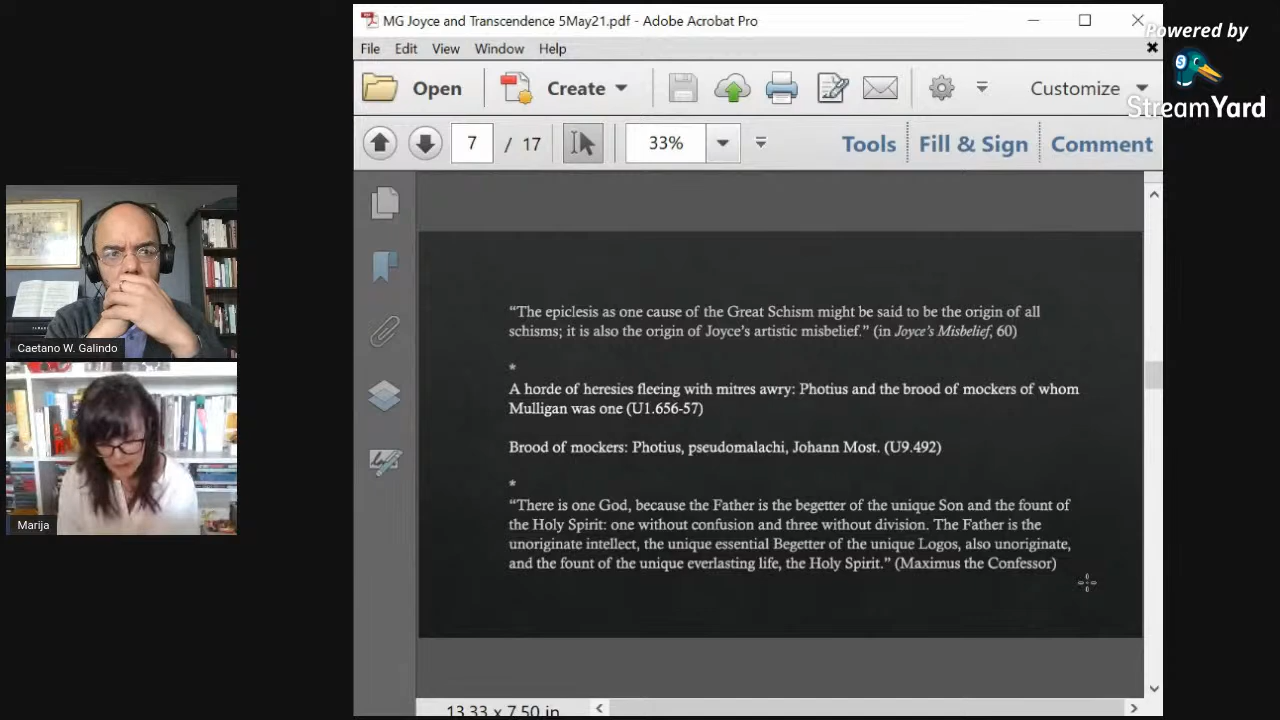 MG Joyce and Transcendence 5May21.pdf - Adobe Acrobat Pro
Powered by
StreamYard
File Edit View Window Help
Open Create Customize
7 / 17 33% Tools Fill & Sign Comment
“The epiclesis as one cause of the Great Schism might be said to be the origin of all
schisms; it is also the origin of Joyce’s artistic misbelief.” (in Joyce’s Misbelief, 60)
*
A horde of heresies fleeing with mitres awry: Photius and the brood of mockers of whom
Mulligan was one (U1.656-57)
Brood of mockers: Photius, pseudomalachi, Johann Most. (U9.492)
*
“There is one God, because the Father is the begetter of the unique Son and the fount of
the Holy Spirit: one without confusion and three without division. The Father is the
unoriginate intellect, the unique essential Begetter of the unique Logos, also unoriginate,
and the fount of the unique everlasting life, the Holy Spirit.” (Maximus the Confessor)
13.33 x 7.50 in
Caetano W. Galindo
Marija